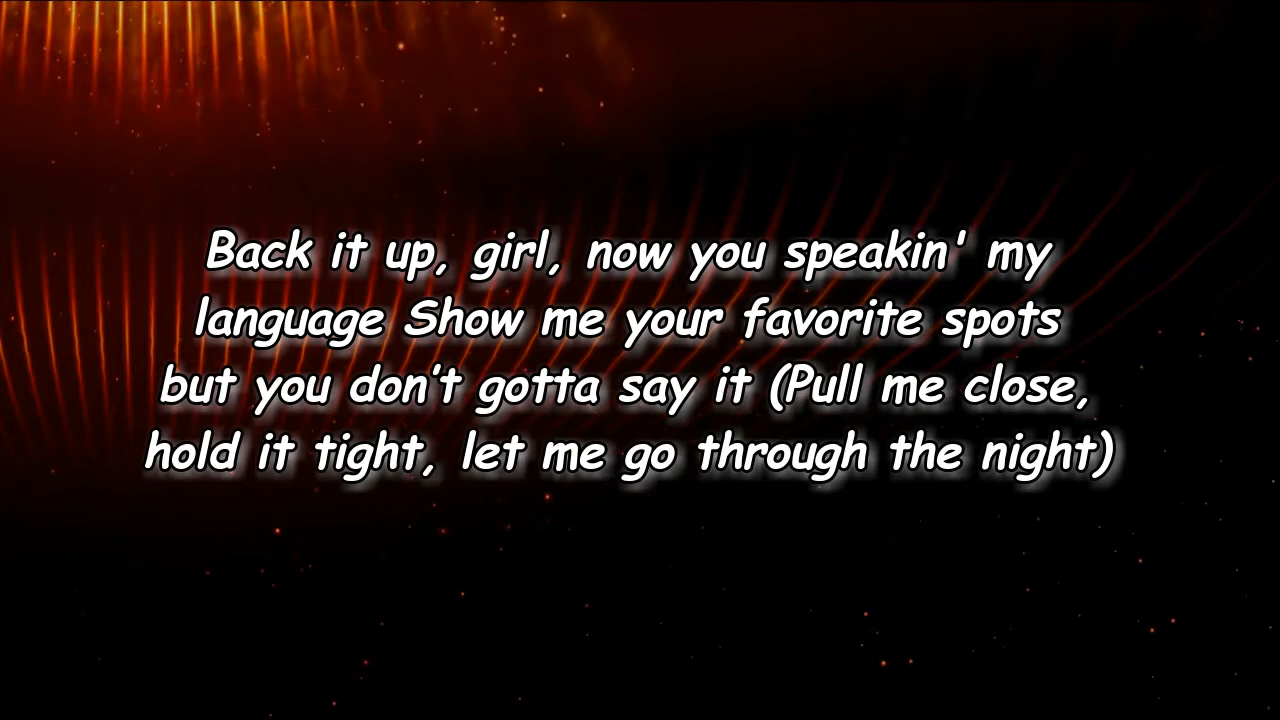 Back it up, girl, now you speakin' my
language Show me your favorite spots
but you don’t gotta say it (Pull me close,
hold it tight, let me go through the night)